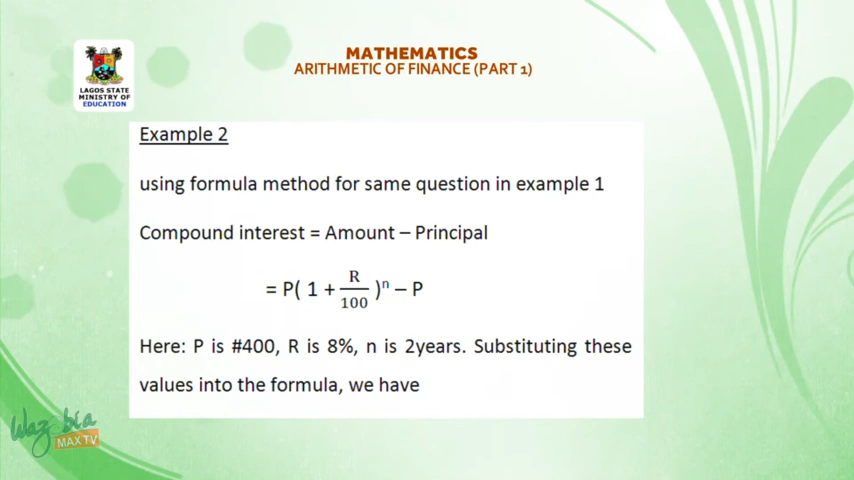 MATHEMATICS
ARITHMETIC OF FINANCE (PART 1)
LAGOS STATE
MINISTRY OF
EDUCATION
Example 2
using formula method for same question in example 1
Compound interest = Amount – Principal
= P( 1 + R/100 )ⁿ – P
Here: P is #400, R is 8%, n is 2years. Substituting these
values into the formula, we have
Wazobia
MAX TV